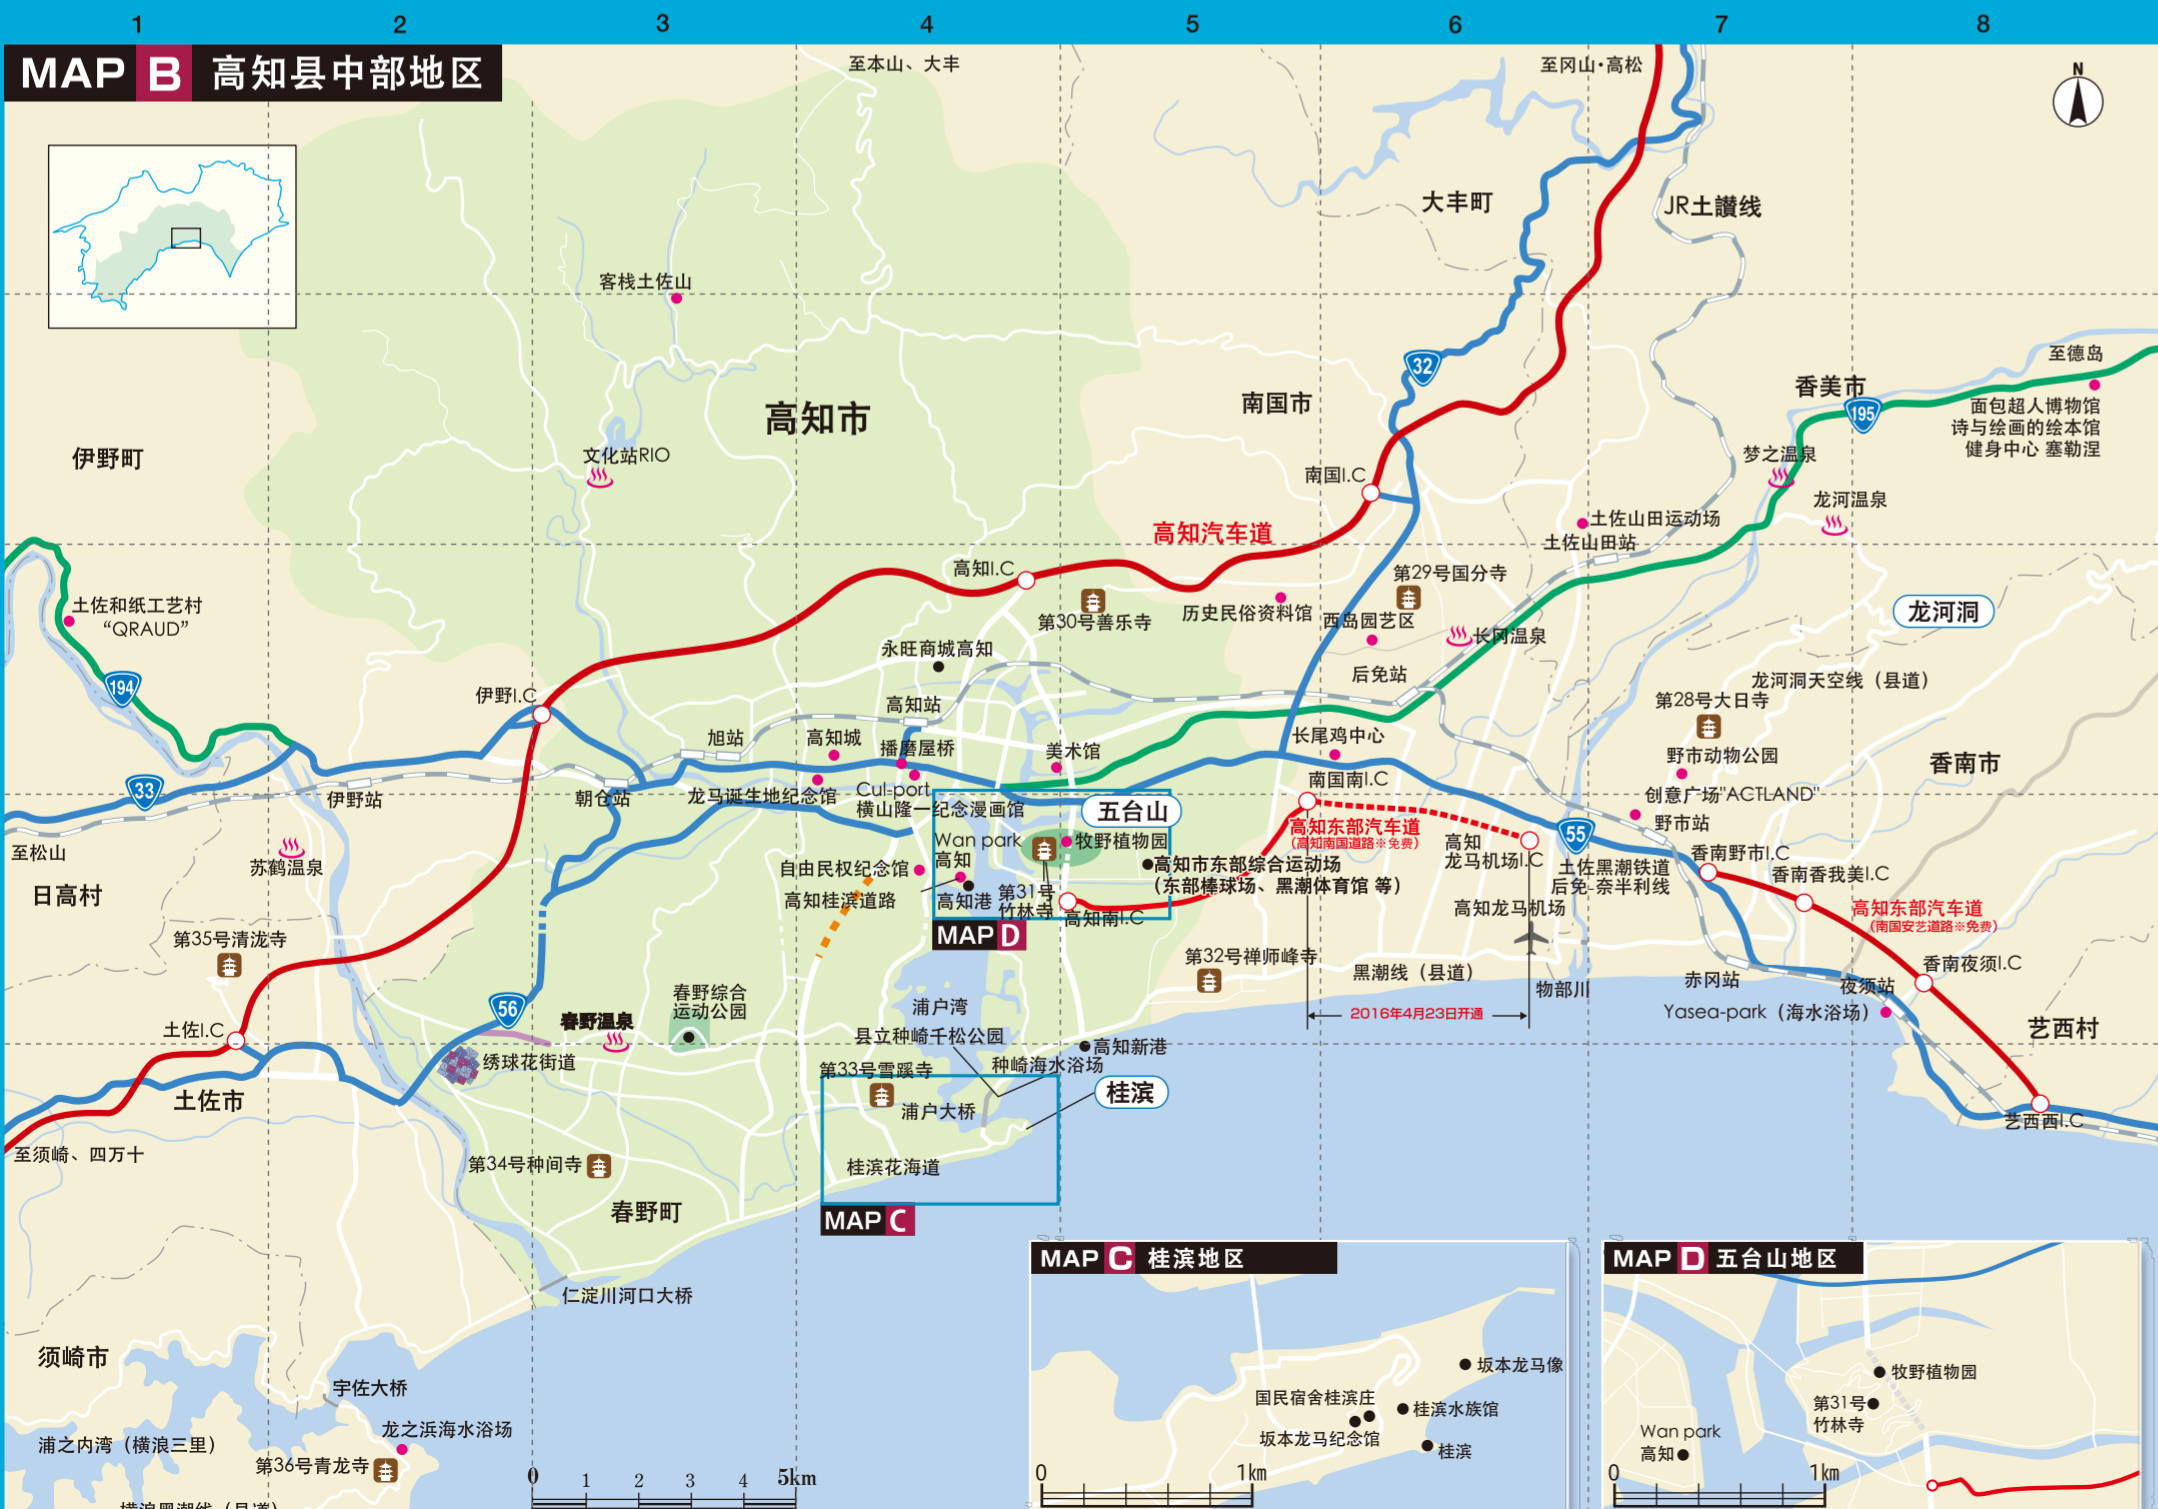 1 2 3 4 5 6 7 8
MAP B 高知县中部地区
至本山、大丰
至冈山·高松
N
大丰町
JR土讃线
客栈土佐山
32
至德岛
香美市
195
面包超人博物馆
诗与绘画的绘本馆
健身中心 塞勒涅
南国市
高知市
伊野町
文化站RIO
梦之温泉
南国I.C
龙河温泉
高知汽车道
土佐山田运动场
土佐山田站
高知I.C
第29号国分寺
土佐和纸工艺村
“QRAUD”
第30号善乐寺
历史民俗资料馆
西岛园艺区
龙河洞
长冈温泉
永旺商城高知
后免站
194
龙河洞天空线（县道）
伊野I.C
高知站
第28号大日寺
旭站
高知城
播磨屋桥
美术馆
长尾鸡中心
野市动物公园
香南市
33
伊野站
朝仓站
龙马诞生地纪念馆
Cul-port
横山隆一纪念漫画馆
南国南I.C
创意广场"ACTLAND"
五台山
野市站
高知东部汽车道
（高知南国道路※免费）
55
至松山
苏鹤温泉
Wan park
高知
牧野植物园
高知
龙马机场I.C
香南野市I.C
自由民权纪念馆
高知市东部综合运动场
（东部棒球场、黑潮体育馆 等）
土佐黑潮铁道
后免-奈半利线
香南香我美I.C
日高村
高知桂滨道路
高知港
第31号
竹林寺
高知南I.C
高知龙马机场
高知东部汽车道
（南国安艺道路※免费）
MAP D
第35号清泷寺
第32号禅师峰寺
黑潮线（县道）
赤冈站
香南夜须I.C
物部川
夜须站
56
春野综合
运动公园
浦户湾
2016年4月23日开通
Yasea-park（海水浴场）
春野温泉
土佐I.C
县立种崎千松公园
艺西村
高知新港
绣球花街道
第33号雪蹊寺
种崎海水浴场
桂滨
土佐市
浦户大桥
艺西西I.C
至须崎、四万十
第34号种间寺
桂滨花海道
春野町
MAP C
仁淀川河口大桥
须崎市
宇佐大桥
龙之浜海水浴场
浦之内湾（横浪三里）
第36号青龙寺
横浪黑潮线（县道）
0 1 2 3 4 5km
MAP C 桂滨地区
坂本龙马像
国民宿舍桂滨庄
桂滨水族馆
坂本龙马纪念馆
桂滨
0 1km
MAP D 五台山地区
牧野植物园
第31号
竹林寺
Wan park
高知
0 1km